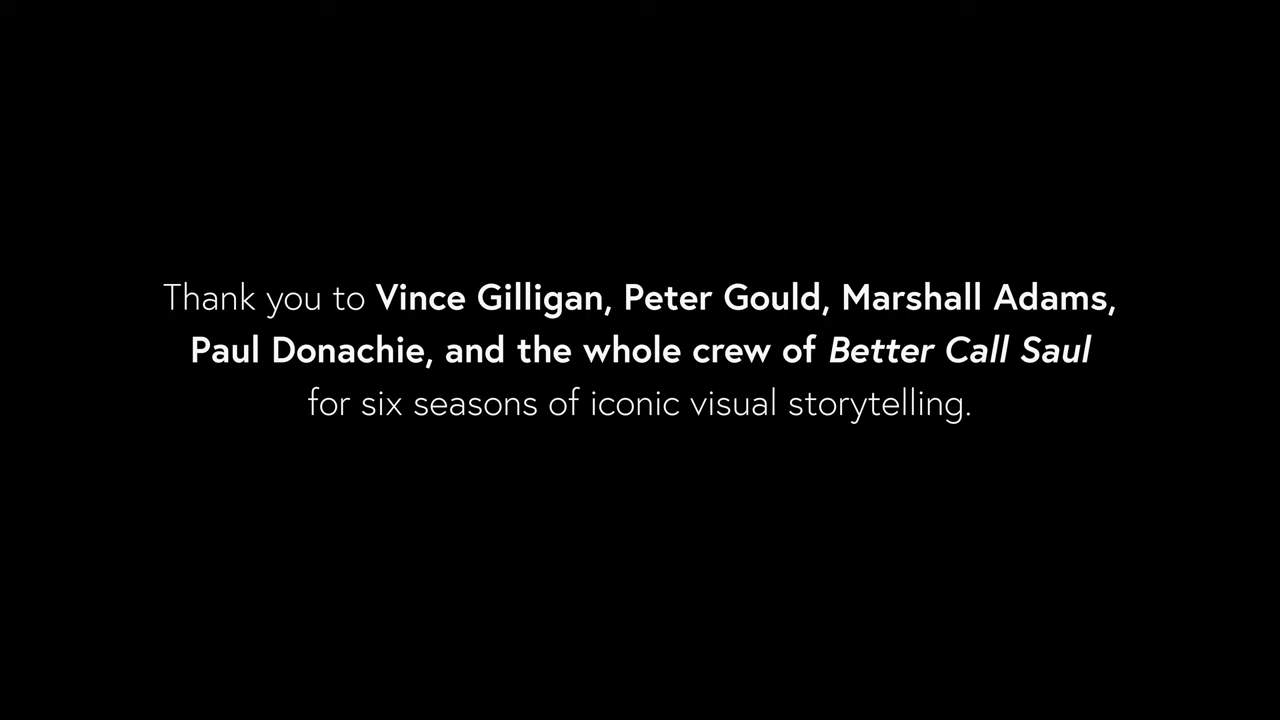 Thank you to Vince Gilligan, Peter Gould, Marshall Adams,
Paul Donachie, and the whole crew of Better Call Saul
for six seasons of iconic visual storytelling.